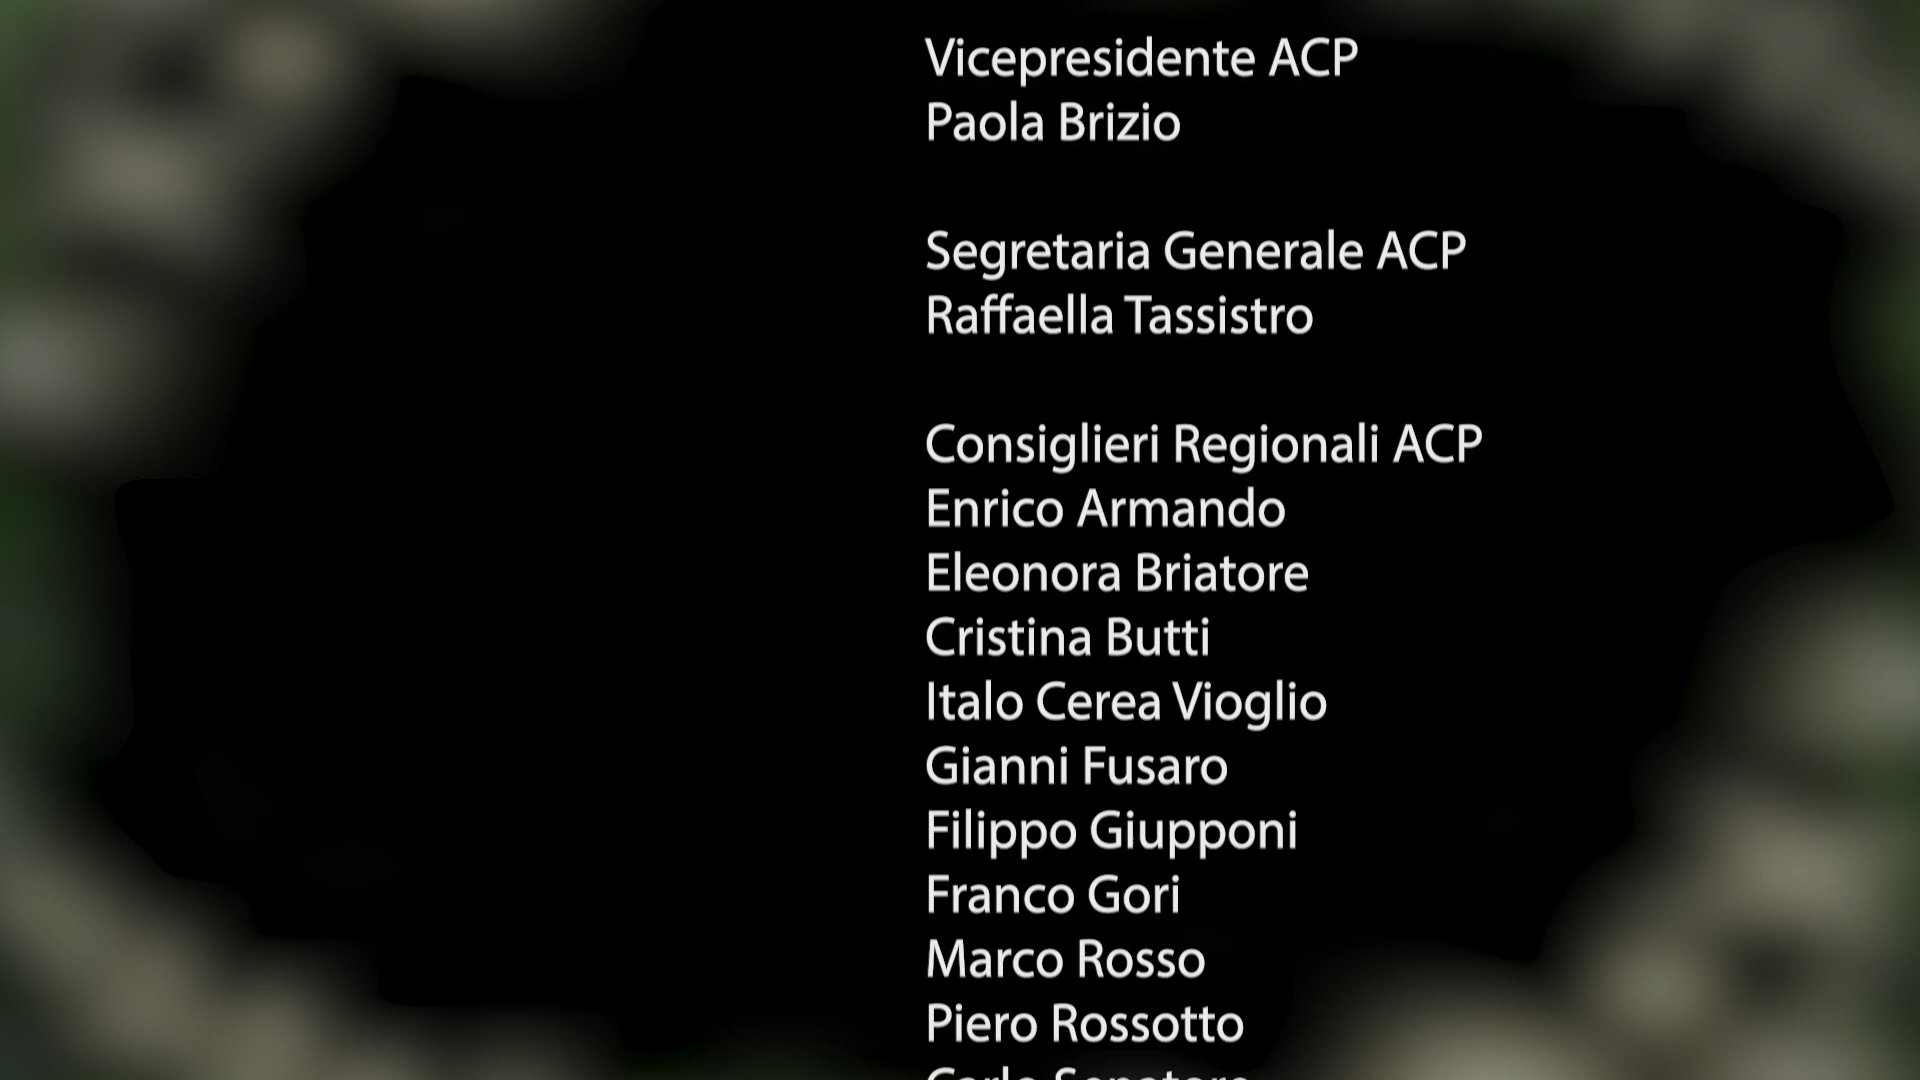 Vicepresidente ACP
Paola Brizio
Segretaria Generale ACP
Raffaella Tassistro
Consiglieri Regionali ACP
Enrico Armando
Eleonora Briatore
Cristina Butti
Italo Cerea Vioglio
Gianni Fusaro
Filippo Giupponi
Franco Gori
Marco Rosso
Piero Rossotto